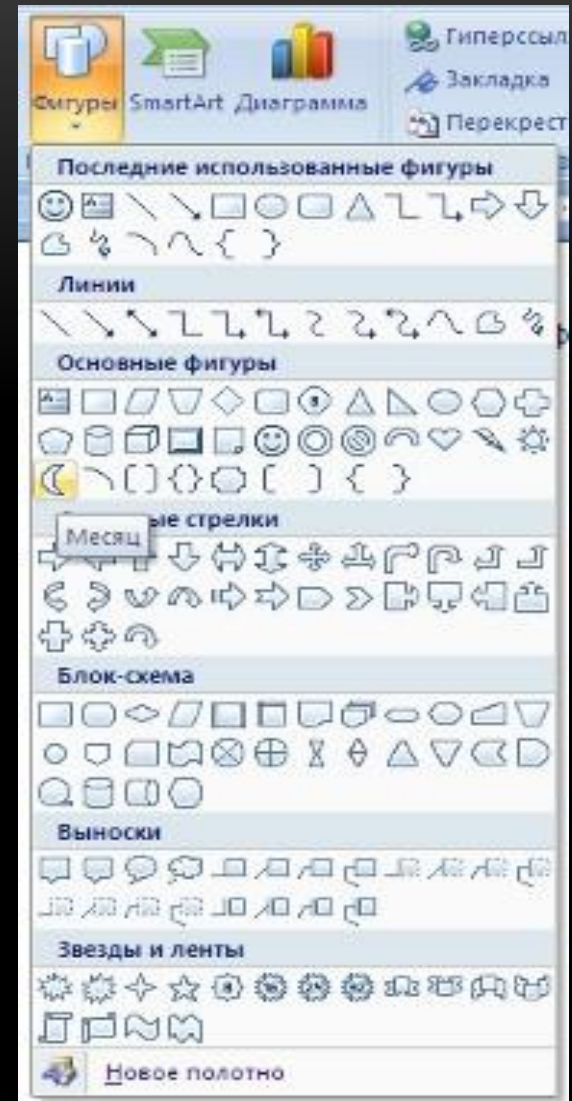 Гиперссыл
Закладка
Перекрест
Фигуры SmartArt Диаграмма
Последние использованные фигуры
Линии
Основные фигуры
Месяц
ые стрелки
Блок-схема
Выноски
Звезды и ленты
Новое полотно